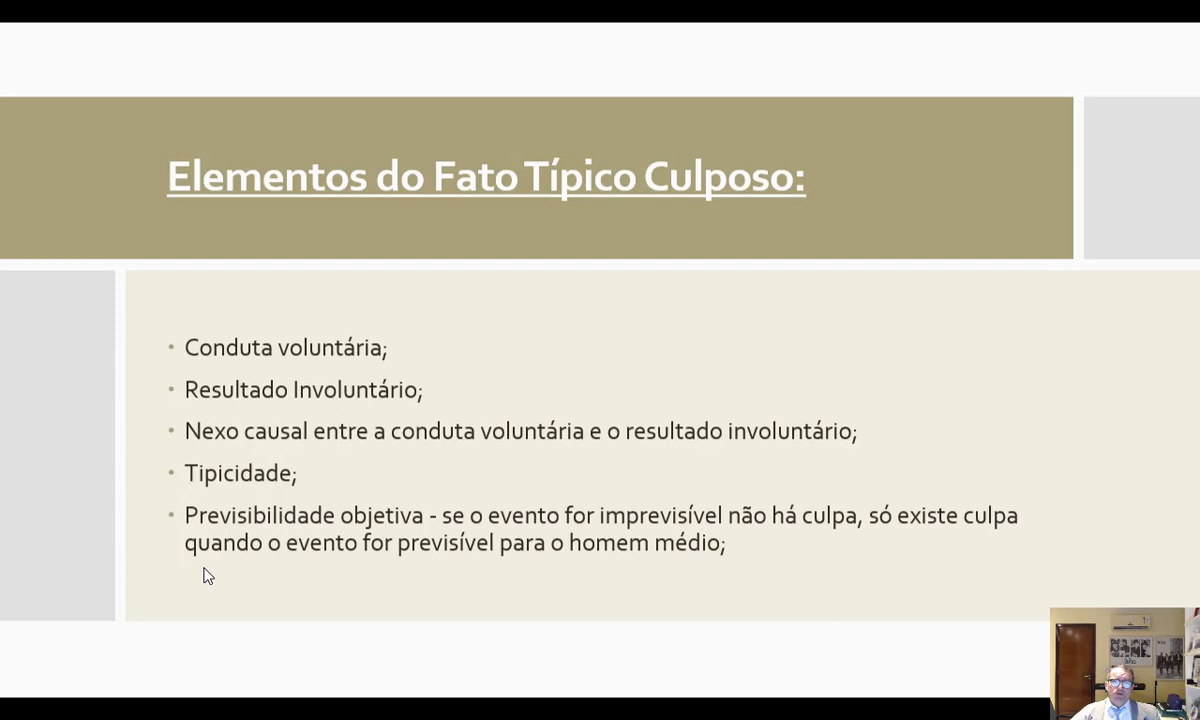 Elementos do Fato Típico Culposo:
• Conduta voluntária;
• Resultado Involuntário;
• Nexo causal entre a conduta voluntária e o resultado involuntário;
• Tipicidade;
• Previsibilidade objetiva - se o evento for imprevisível não há culpa, só existe culpa
quando o evento for previsível para o homem médio;